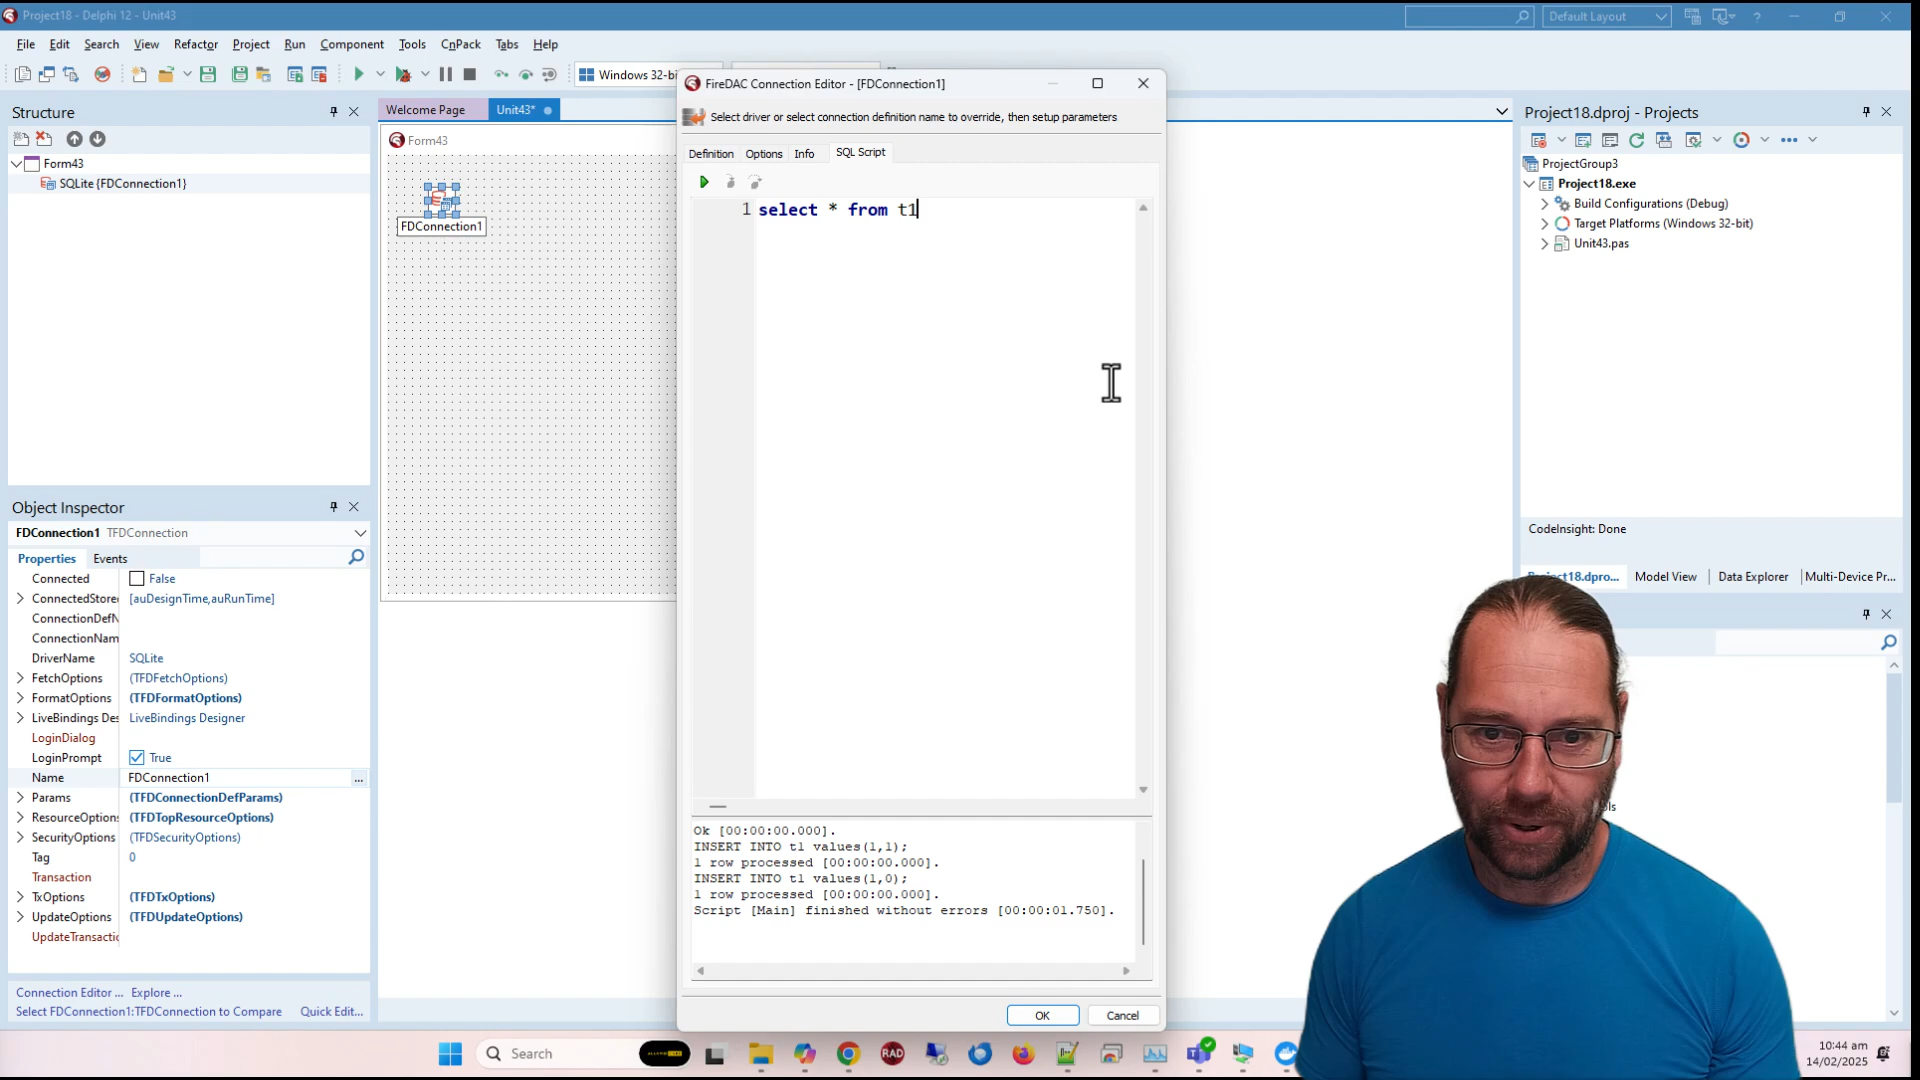 Project18 - Delphi 12 - Unit43
Default Layout
File Edit Search View Refactor Project Run Component Tools CnPack Tabs Help
Windows 32-b
FireDAC Connection Editor - [FDConnection1]
Select driver or select connection definition name to override, then setup parameters
Definition Options Info SQL Script
1 select * from t1
Structure
Form43
SQLite {FDConnection1}
Welcome Page Unit43*
Form43
FDConnection1
Project18.dproj - Projects
ProjectGroup3
Project18.exe
Build Configurations (Debug)
Target Platforms (Windows 32-bit)
Unit43.pas
CodeInsight: Done
Project18.dpro... Model View Data Explorer Multi-Device Pr...
Object Inspector
FDConnection1 TFDConnection
Properties Events
Connected False
ConnectedStore [auDesignTime,auRunTime]
ConnectionDefN
ConnectionNam
DriverName SQLite
FetchOptions (TFDFetchOptions)
FormatOptions (TFDFormatOptions)
LiveBindings Des LiveBindings Designer
LoginDialog
LoginPrompt True
Name FDConnection1 ...
Params (TFDConnectionDefParams)
ResourceOptions (TFDTopResourceOptions)
SecurityOptions (TFDSecurityOptions)
Tag 0
Transaction
TxOptions (TFDTxOptions)
UpdateOptions (TFDUpdateOptions)
UpdateTransactic
Connection Editor ... Explore ...
Select FDConnection1:TFDConnection to Compare Quick Edit...
Ok [00:00:00.000].
INSERT INTO t1 values(1,1);
1 row processed [00:00:00.000].
INSERT INTO t1 values(1,0);
1 row processed [00:00:00.000].
Script [Main] finished without errors [00:00:01.750].
OK Cancel
Search
RAD
10:44 am
14/02/2025